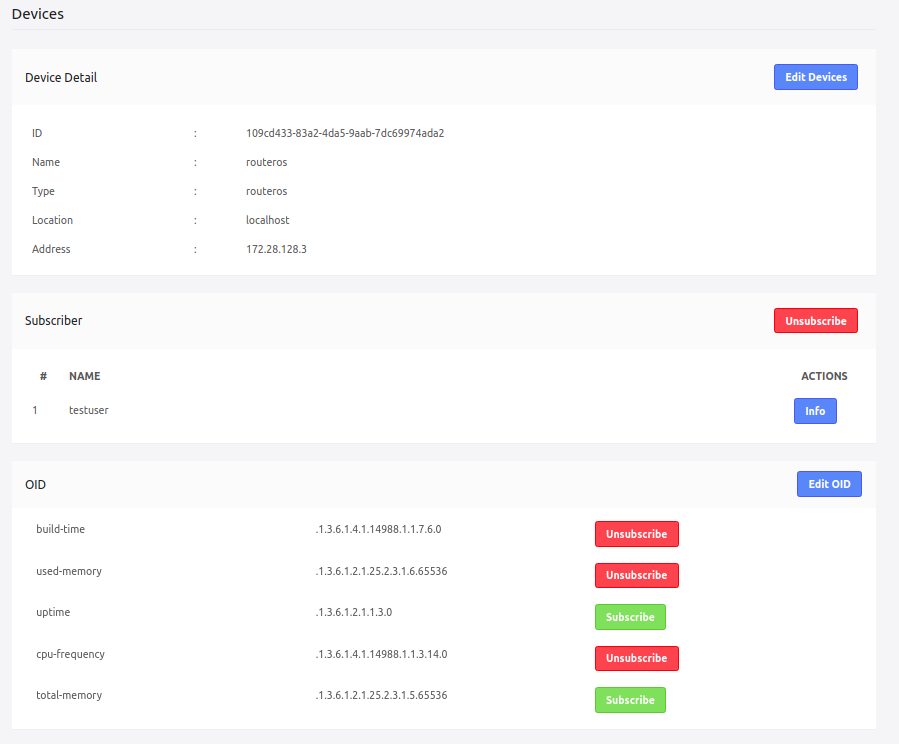 Devices
Device Detail Edit Devices
ID : 109cd433-83a2-4da5-9aab-7dc69974ada2
Name : routeros
Type : routeros
Location : localhost
Address : 172.28.128.3
Subscriber Unsubscribe
# NAME ACTIONS
1 testuser Info
OID Edit OID
build-time .1.3.6.1.4.1.14988.1.1.7.6.0 Unsubscribe
used-memory .1.3.6.1.2.1.25.2.3.1.6.65536 Unsubscribe
uptime .1.3.6.1.2.1.1.3.0 Subscribe
cpu-frequency .1.3.6.1.4.1.14988.1.1.3.14.0 Unsubscribe
total-memory .1.3.6.1.2.1.25.2.3.1.5.65536 Subscribe